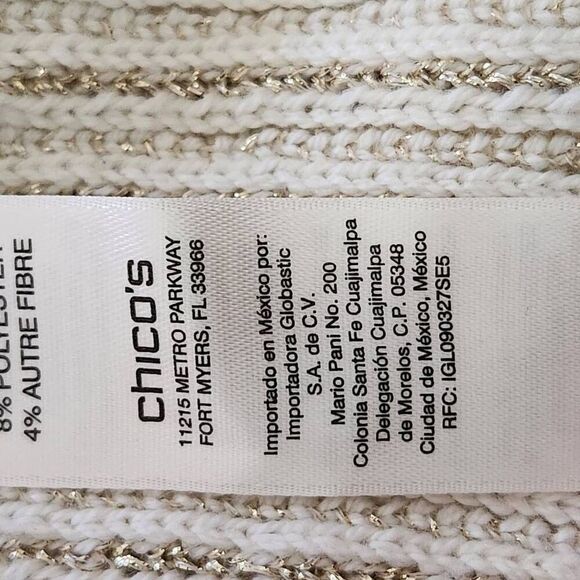 8% POLYESTER
4% AUTRE FIBRE
chico's
11215 METRO PARKWAY
FORT MYERS, FL 33966
Importado en México por:
Importadora Globastic
S.A. de C.V.
Mario Pani No. 200
Colonia Santa Fe Cuajimalpa
Delegación Cuajimalpa
de Morelos, C.P. 05348
Ciudad de México, México
RFC: IGL090327SE5